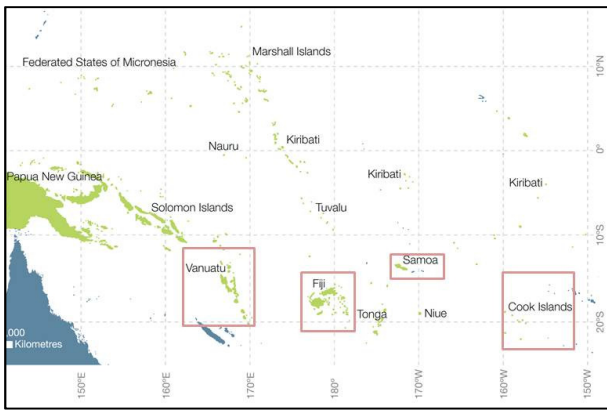 Marshall Islands
Federated States of Micronesia
10°N
Nauru
Kiribati
0°
Papua New Guinea
Kiribati
Kiribati
Solomon Islands
Tuvalu
10°S
Vanuatu
Samoa
Fiji
Cook Islands
Tonga
Niue
20°S
,000
Kilometres
150°E
160°E
170°E
180°
170°W
160°W
150°W